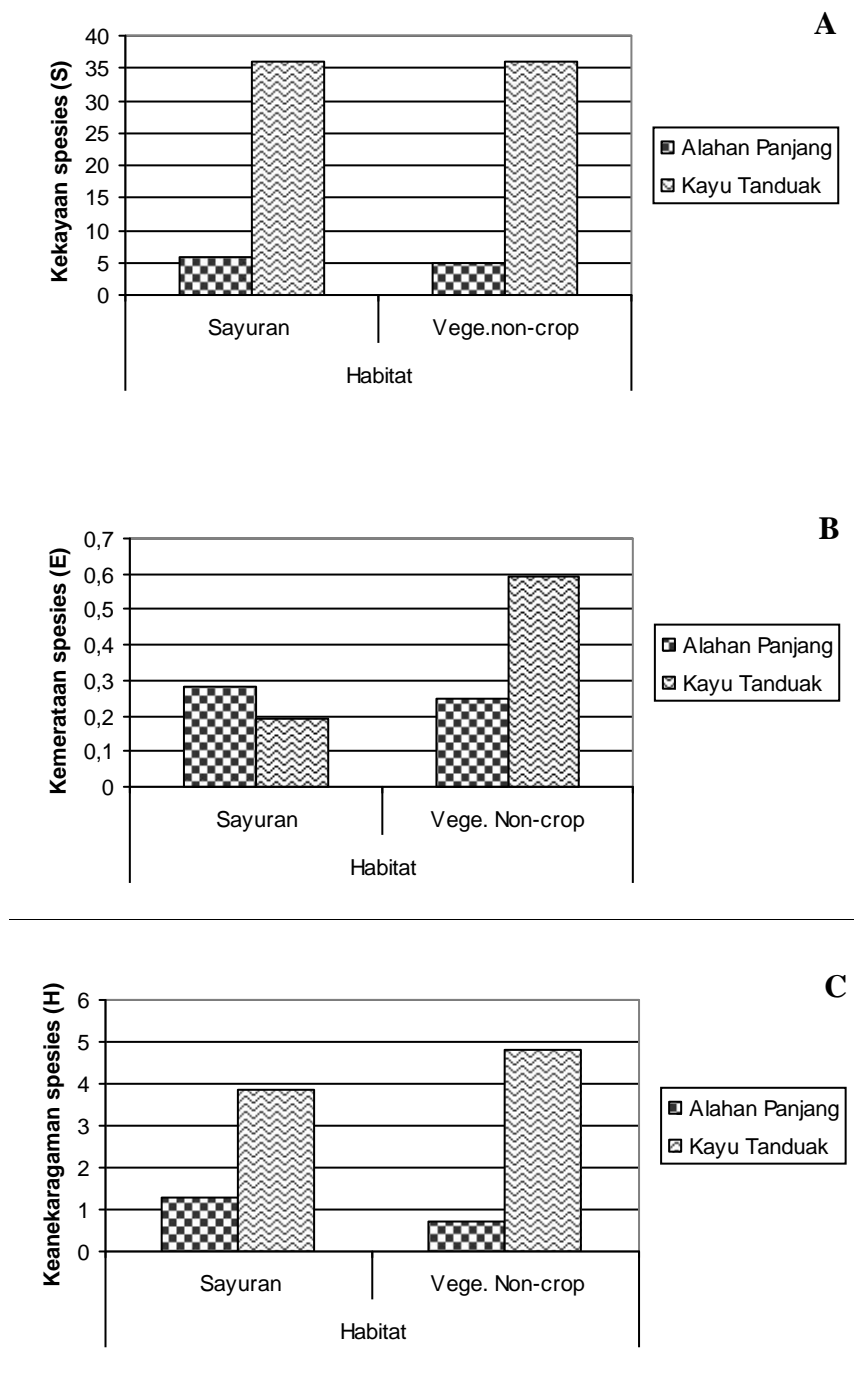 A
Kekayaan spesies (S)
40
35
30
25
20
15
10
5
0
Sayuran
Vege.non-crop
Habitat
Alahan Panjang
Kayu Tanduak
B
Kemerataan spesies (E)
0,7
0,6
0,5
0,4
0,3
0,2
0,1
0
Sayuran
Vege. Non-crop
Habitat
Alahan Panjang
Kayu Tanduak
C
Keanekaragaman spesies (H)
6
5
4
3
2
1
0
Sayuran
Vege. Non-crop
Habitat
Alahan Panjang
Kayu Tanduak